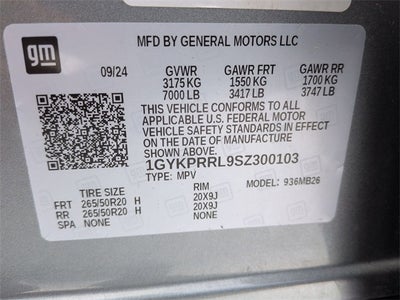 gm
MFD BY GENERAL MOTORS LLC
09/24 GVWR GAWR FRT GAWR RR
3175 KG 1550 KG 1700 KG
7000 LB 3417 LB 3747 LB
THIS VEHICLE CONFORMS TO ALL
APPLICABLE U.S. FEDERAL MOTOR
VEHICLE SAFETY STANDARDS IN EFFECT
ON THE DATE OF MANUFACTURE SHOWN ABOVE.
1GYKPRRL9SZ300103
TYPE: MPV MODEL: 936MB26
TIRE SIZE RIM
FRT 265/50R20 H 20X9J
RR 265/50R20 H 20X9J
SPA NONE NONE